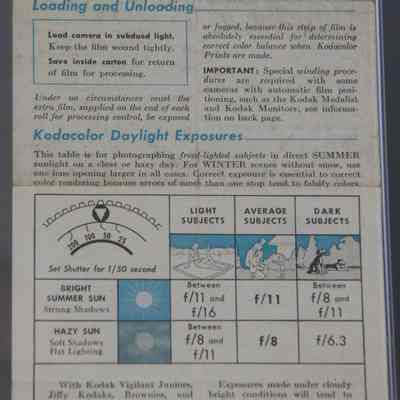 Loading and Unloading
Load camera in subdued light.
Keep the film wound tightly.
Save inside carton for return
of film for processing.
Under no circumstances must the
extra film, supplied on the end of each
roll for processing control, be exposed
or fogged, because this strip of film is
absolutely essential for determining
correct color balance when Kodacolor
Prints are made.
IMPORTANT: Special winding proce-
dures are required with some
cameras with automatic film posi-
tioning, such as the Kodak Medalist
and Kodak Monitors; see informa-
tion on back page.
Kodacolor Daylight Exposures
This table is for photographing front-lighted subjects in direct SUMMER
sunlight on a clear or hazy day. For WINTER scenes without snow, use
one lens opening larger in all cases. Correct exposure is essential to correct
color rendering because errors of more than one stop tend to falsify colors.
200 100 50 25
Set Shutter for 1/50 second
LIGHT
SUBJECTS
AVERAGE
SUBJECTS
DARK
SUBJECTS
BRIGHT
SUMMER SUN
Strong Shadows
Between
f/11 and
f/16
f/11
Between
f/8 and
f/11
HAZY SUN
Soft Shadows
Flat Lighting
Between
f/8 and
f/11
f/8
f/6.3
With Kodak Vigilant Juniors,
Jiffy Kodaks, Brownies, and
Exposures made under cloudy
bright conditions will tend to